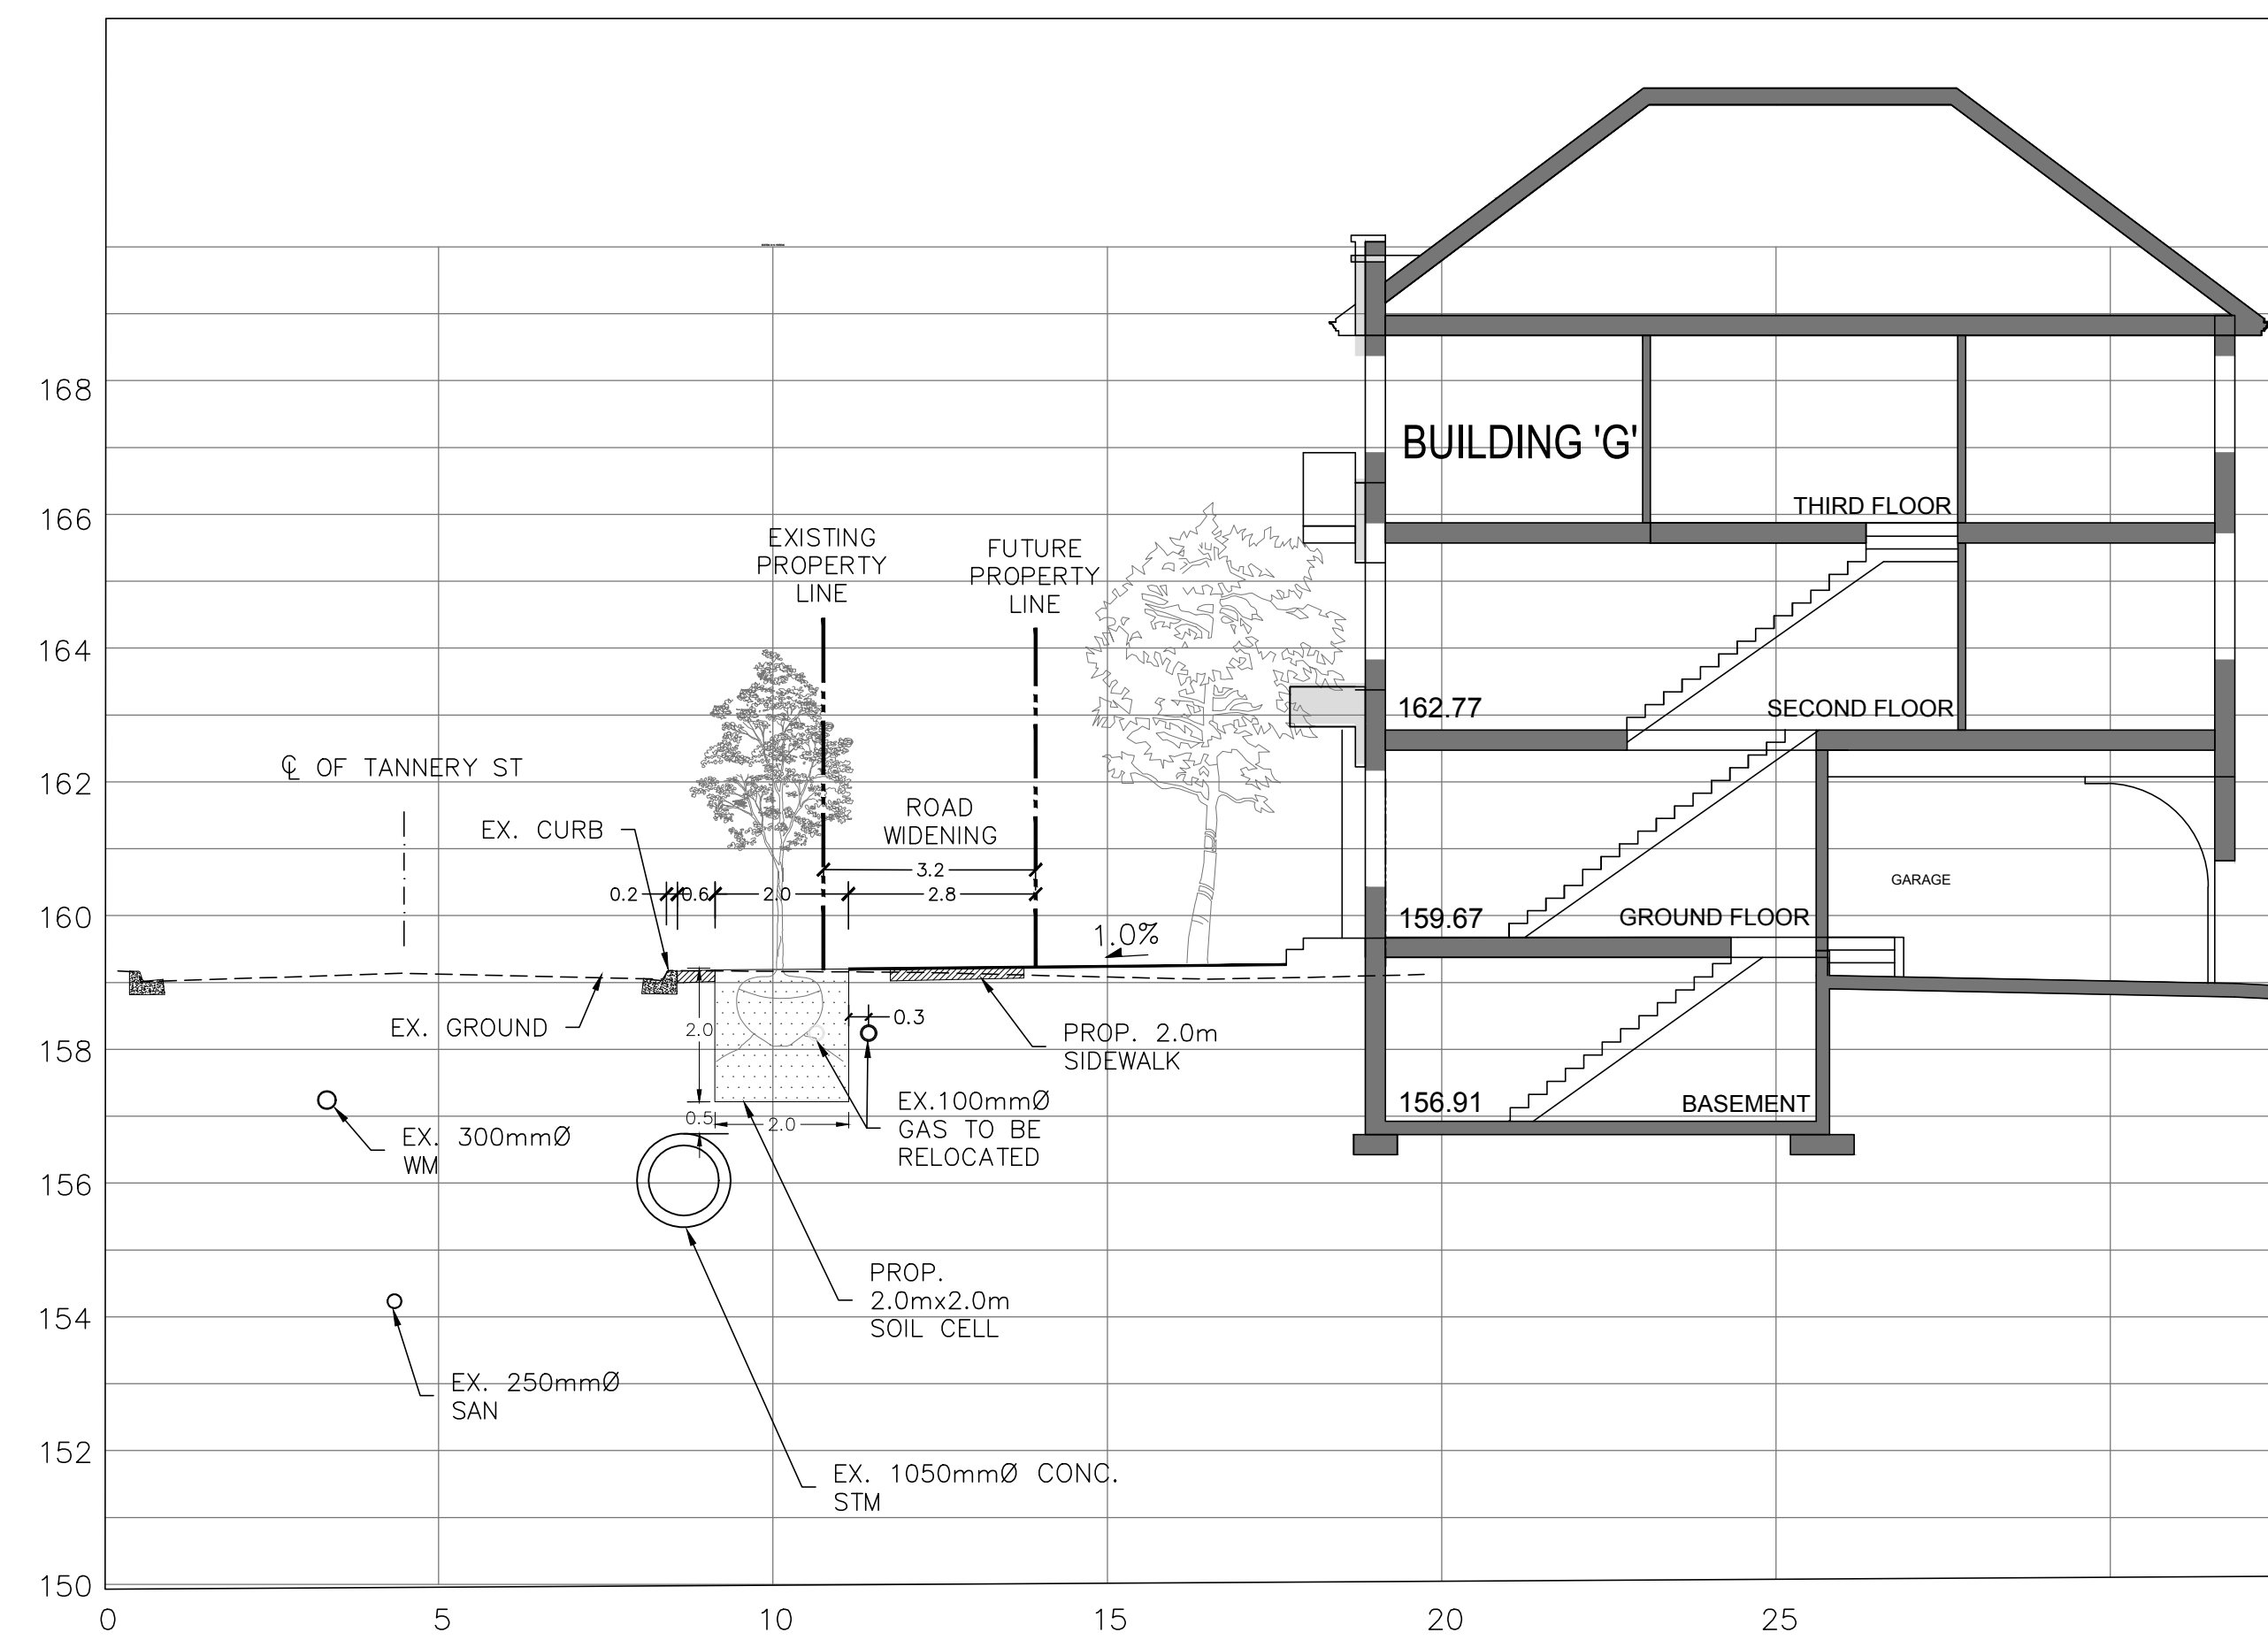 168
166
164
162
160
158
156
154
152
150
0
5
10
15
20
25
BUILDING 'G'
THIRD FLOOR
EXISTING
PROPERTY
LINE
FUTURE
PROPERTY
LINE
162.77
SECOND FLOOR
℄ OF TANNERY ST
EX. CURB
ROAD
WIDENING
3.2
0.2
0.6
2.0
2.8
GARAGE
159.67
GROUND FLOOR
1.0%
EX. GROUND
2.0
0.3
PROP. 2.0m
SIDEWALK
0.5
2.0
EX.100mmØ
GAS TO BE
RELOCATED
156.91
BASEMENT
EX. 300mmØ
WM
PROP.
2.0mx2.0m
SOIL CELL
EX. 250mmØ
SAN
EX. 1050mmØ CONC.
STM